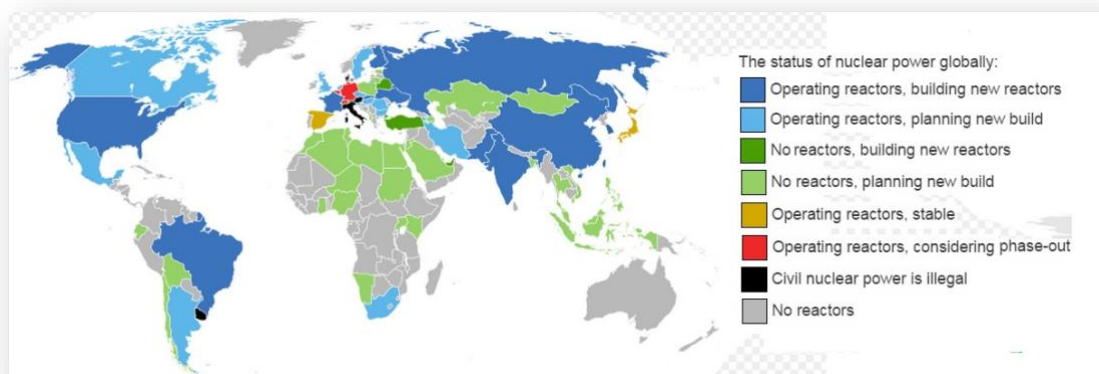 The status of nuclear power globally:
Operating reactors, building new reactors
Operating reactors, planning new build
No reactors, building new reactors
No reactors, planning new build
Operating reactors, stable
Operating reactors, considering phase-out
Civil nuclear power is illegal
No reactors